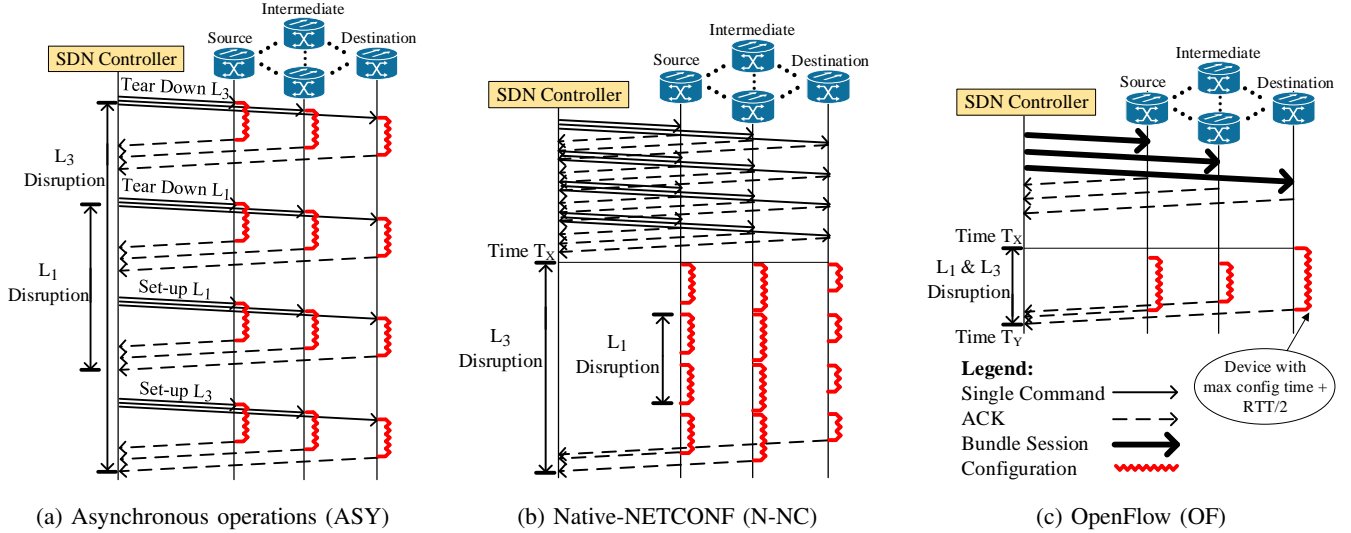 Intermediate
Source
Destination
SDN Controller
Tear Down L3
L3
Disruption
Tear Down L1
L1
Disruption
Set-up L1
Set-up L3
(a) Asynchronous operations (ASY)
Intermediate
Source
Destination
SDN Controller
Time TX
L3
Disruption
L1
Disruption
(b) Native-NETCONF (N-NC)
Intermediate
Source
Destination
SDN Controller
Time TX
L1 & L3
Disruption
Time TY
Device with
max config time +
RTT/2
Legend:
Single Command
ACK
Bundle Session
Configuration
(c) OpenFlow (OF)